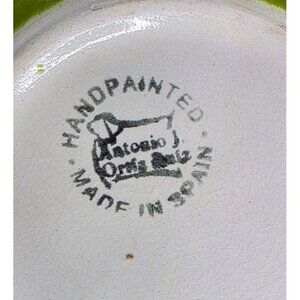 HANDPAINTED
Antonio J.
Ortiz Ruiz
MADE IN SPAIN